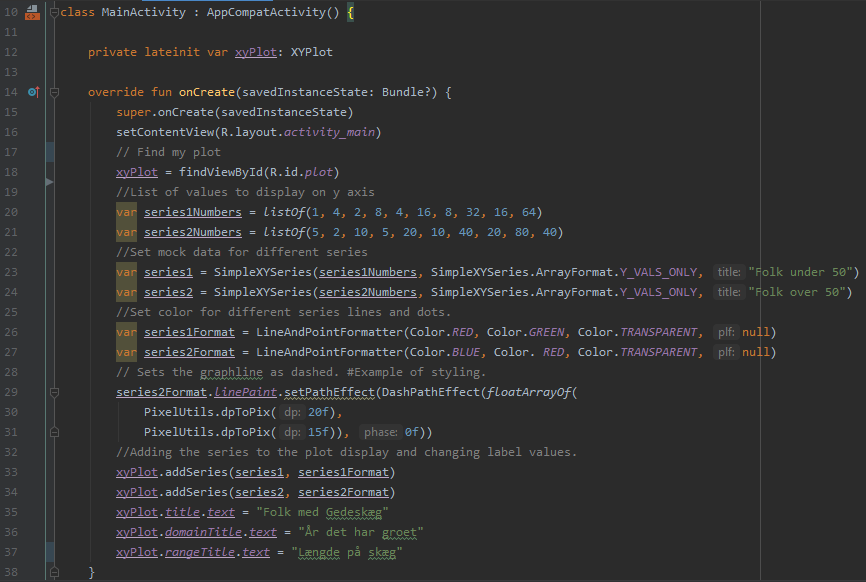 10 class MainActivity : AppCompatActivity() {
11
12 private lateinit var xyPlot: XYPlot
13
14 override fun onCreate(savedInstanceState: Bundle?) {
15 super.onCreate(savedInstanceState)
16 setContentView(R.layout.activity_main)
17 // Find my plot
18 xyPlot = findViewById(R.id.plot)
19 //List of values to display on y axis
20 var series1Numbers = listOf(1, 4, 2, 8, 4, 16, 8, 32, 16, 64)
21 var series2Numbers = listOf(5, 2, 10, 5, 20, 10, 40, 20, 80, 40)
22 //Set mock data for different series
23 var series1 = SimpleXYSeries(series1Numbers, SimpleXYSeries.ArrayFormat.Y_VALS_ONLY, title: "Folk under 50")
24 var series2 = SimpleXYSeries(series2Numbers, SimpleXYSeries.ArrayFormat.Y_VALS_ONLY, title: "Folk over 50")
25 //Set color for different series lines and dots.
26 var series1Format = LineAndPointFormatter(Color.RED, Color.GREEN, Color.TRANSPARENT, plf: null)
27 var series2Format = LineAndPointFormatter(Color.BLUE, Color. RED, Color.TRANSPARENT, plf: null)
28 // Sets the graphline as dashed. #Example of styling.
29 series2Format.linePaint.setPathEffect(DashPathEffect(floatArrayOf(
30 PixelUtils.dpToPix( dp: 20f),
31 PixelUtils.dpToPix( dp: 15f)), phase: 0f))
32 //Adding the series to the plot display and changing label values.
33 xyPlot.addSeries(series1, series1Format)
34 xyPlot.addSeries(series2, series2Format)
35 xyPlot.title.text = "Folk med Gedeskæg"
36 xyPlot.domainTitle.text = "År det har groet"
37 xyPlot.rangeTitle.text = "Længde på skæg"
38 }